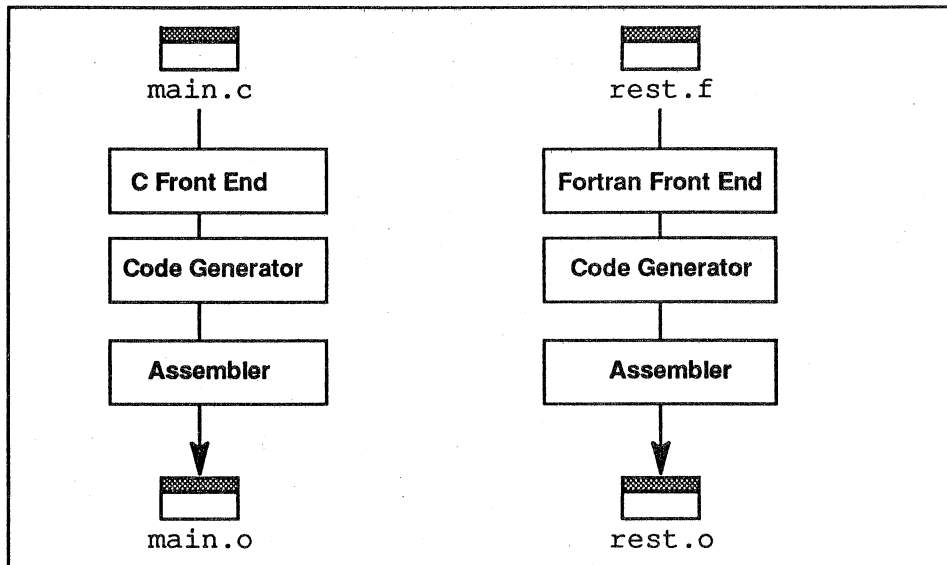 main.c
C Front End
Code Generator
Assembler
main.o
rest.f
Fortran Front End
Code Generator
Assembler
rest.o